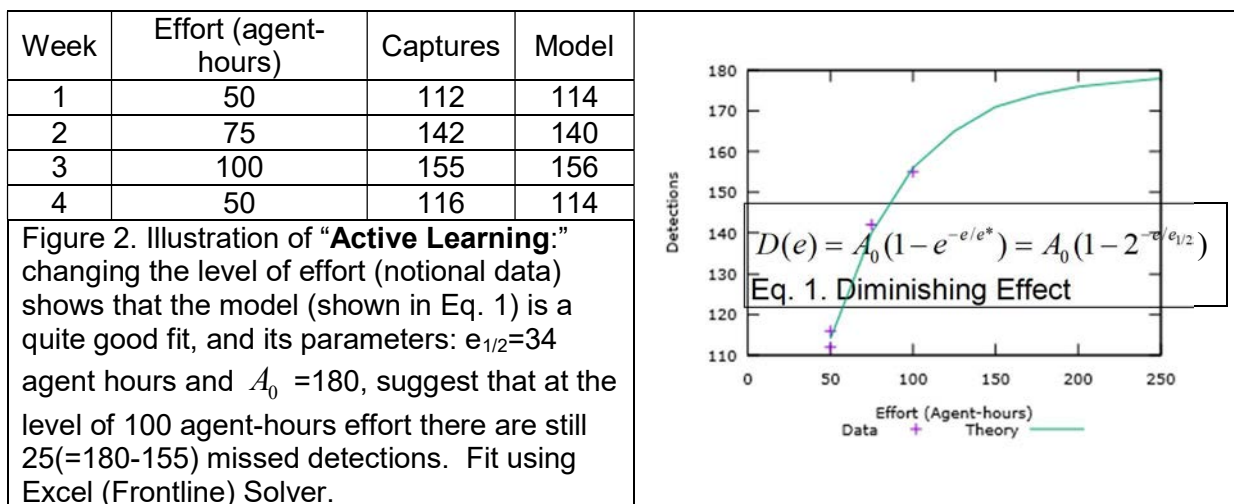 Week Effort (agent-
hours) Captures Model
1 50 112 114
2 75 142 140
3 100 155 156
4 50 116 114
Figure 2. Illustration of “Active Learning:”
changing the level of effort (notional data)
shows that the model (shown in Eq. 1) is a
quite good fit, and its parameters: e1/2=34
agent hours and A0 =180, suggest that at the
level of 100 agent-hours effort there are still
25(=180-155) missed detections. Fit using
Excel (Frontline) Solver.
180
170
160
150
140
130
120
110
Detections
D(e) = A0(1−e^{−e/e*}) = A0(1−2^{−e/e1/2})
Eq. 1. Diminishing Effect
0 50 100 150 200 250
Effort (Agent-hours)
Data Theory